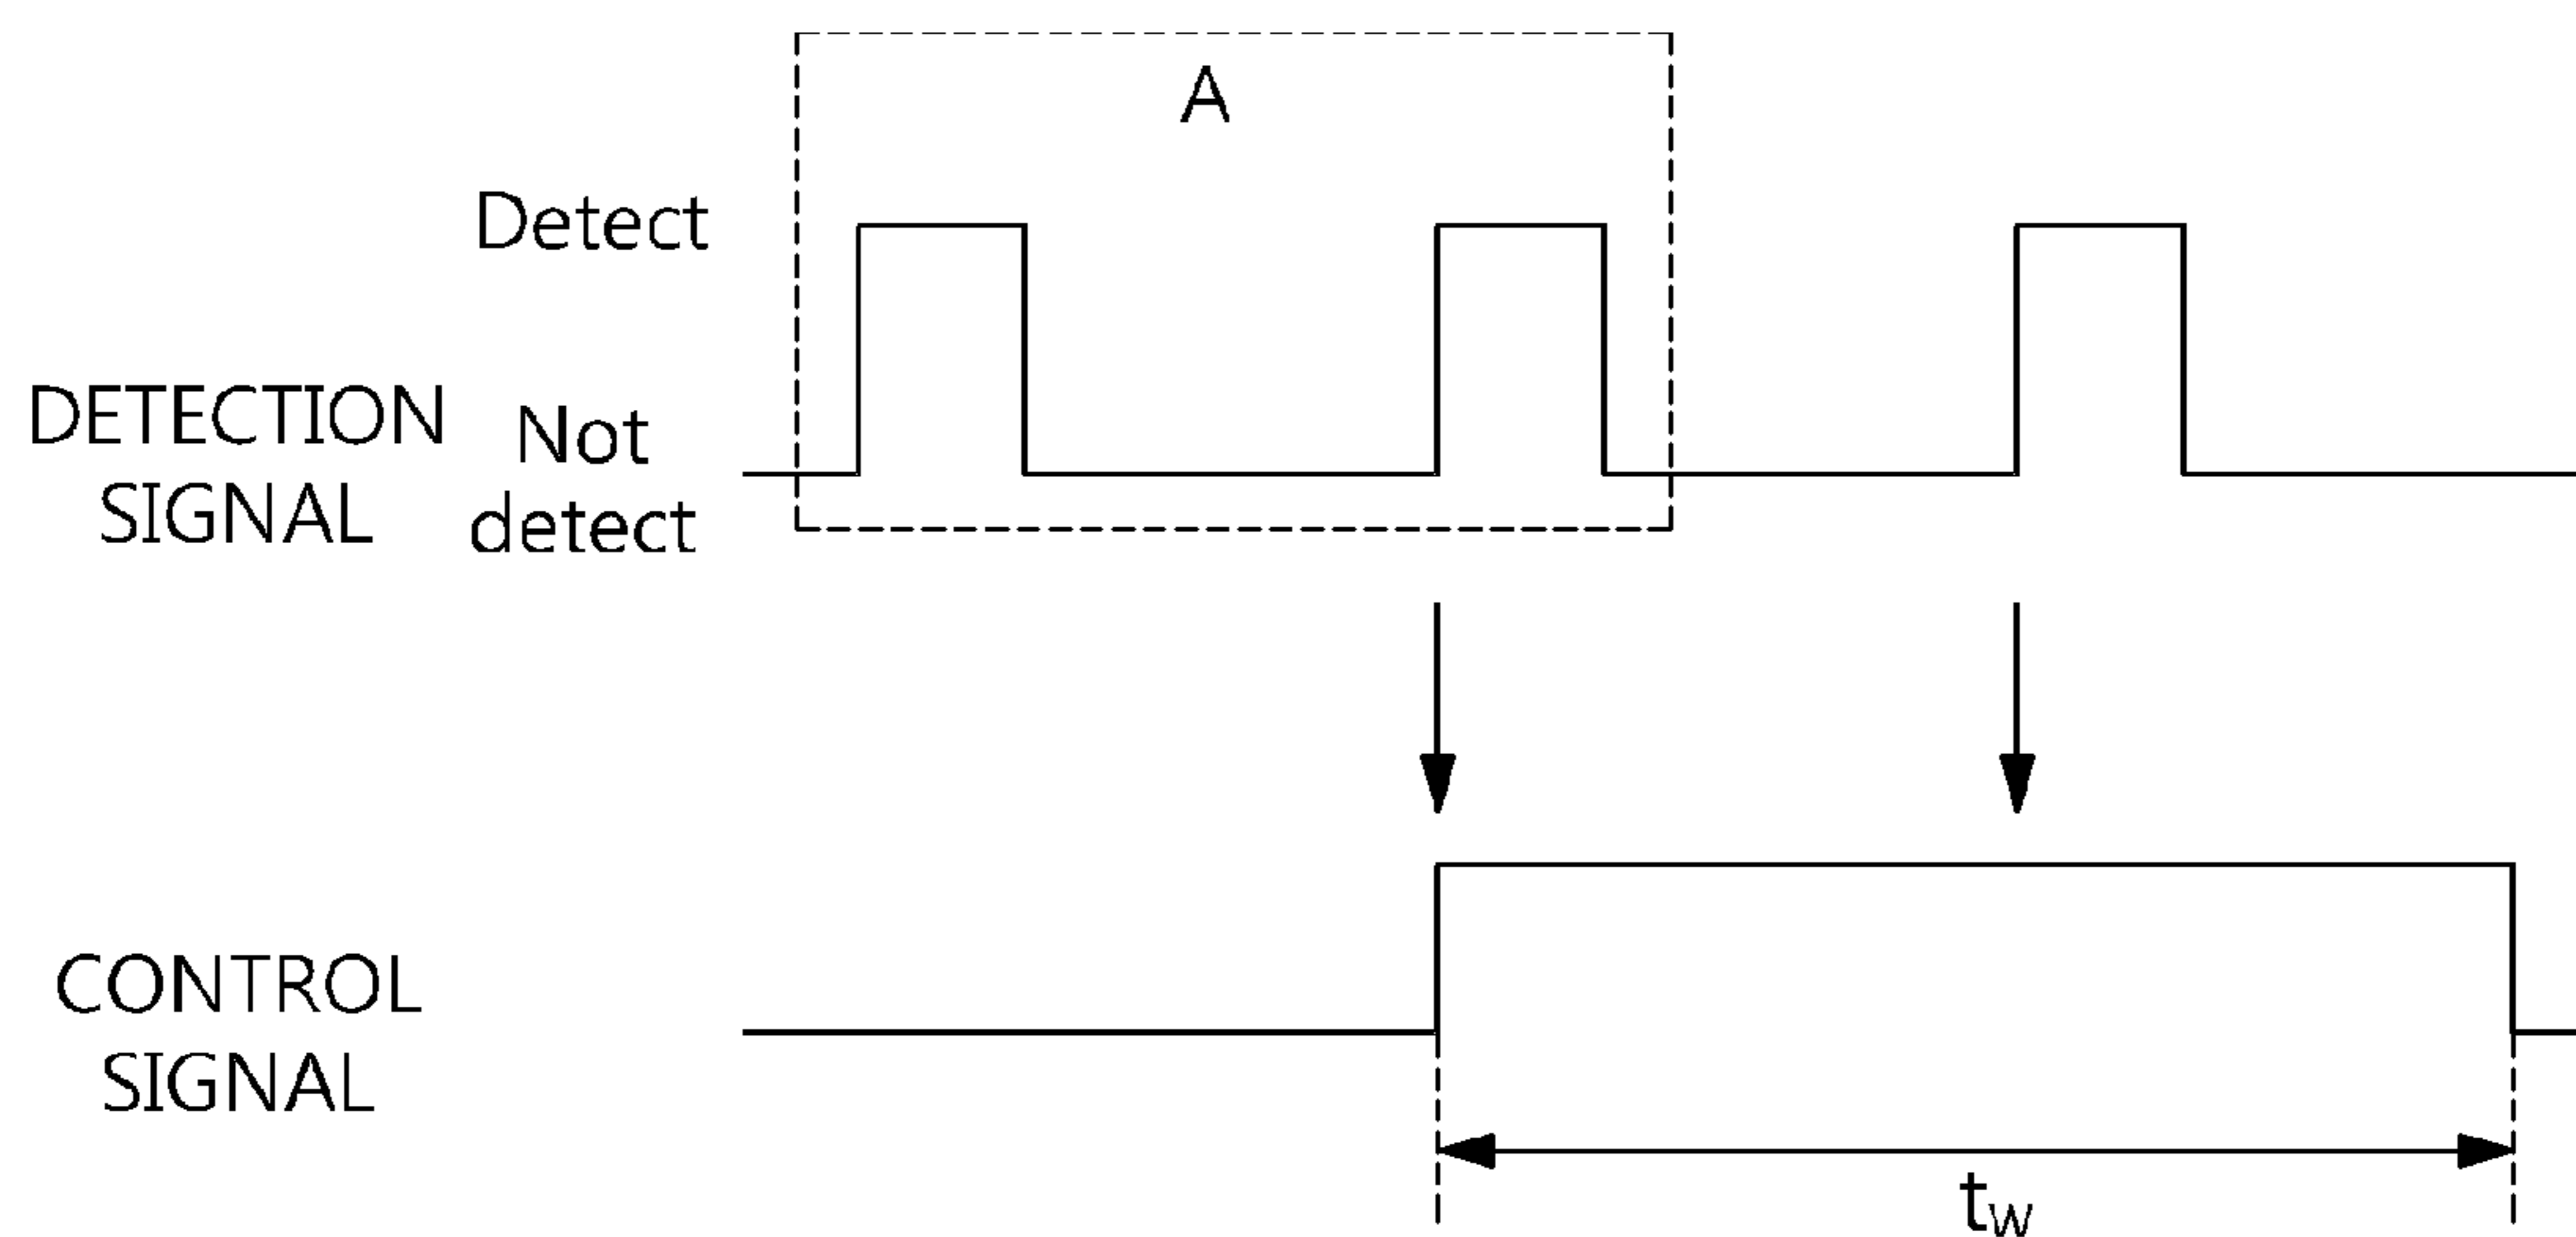 A
Detect
DETECTION
SIGNAL
Not
detect
CONTROL
SIGNAL
tw